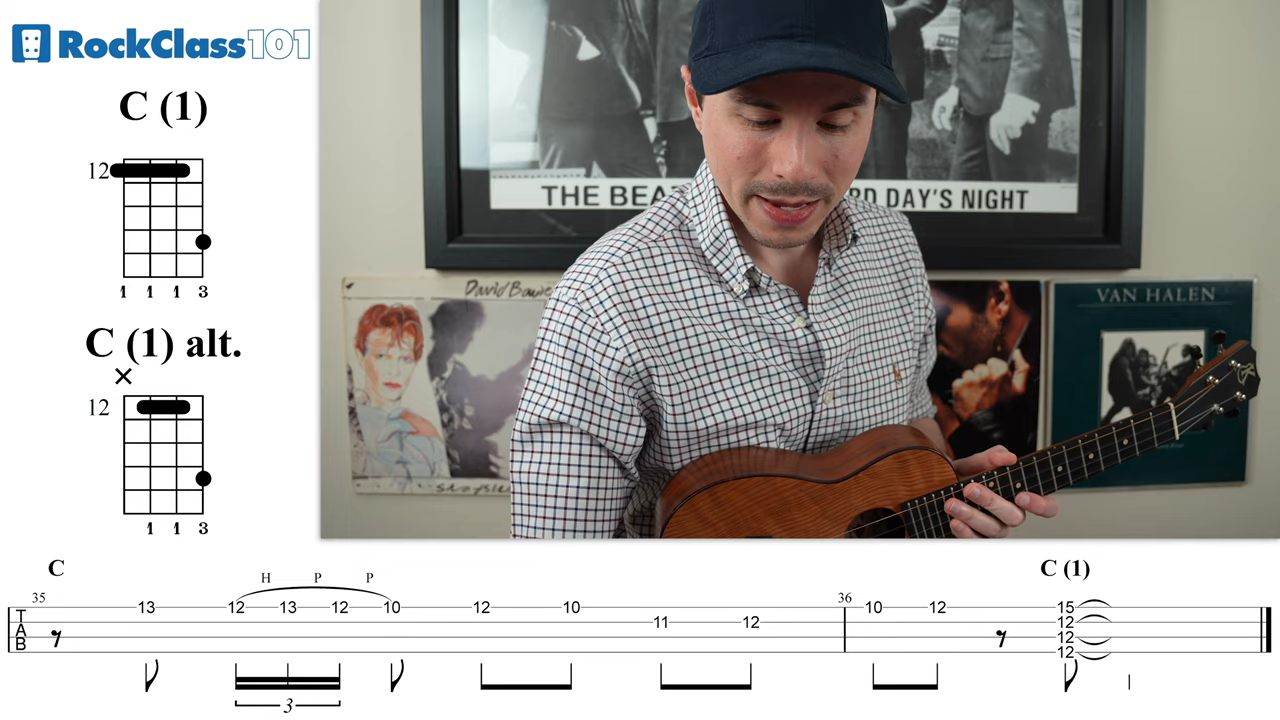 RockClass101
C (1)
12
1 1 1 3
C (1) alt.
×
12
1 1 3
THE BEA RD DAY'S NIGHT
David Bowie
VAN HALEN
C
C (1)
H P P
35
36
13 12 13 12 10 12 10 10 12 15
T
11 12 12
A
12
B
12
3